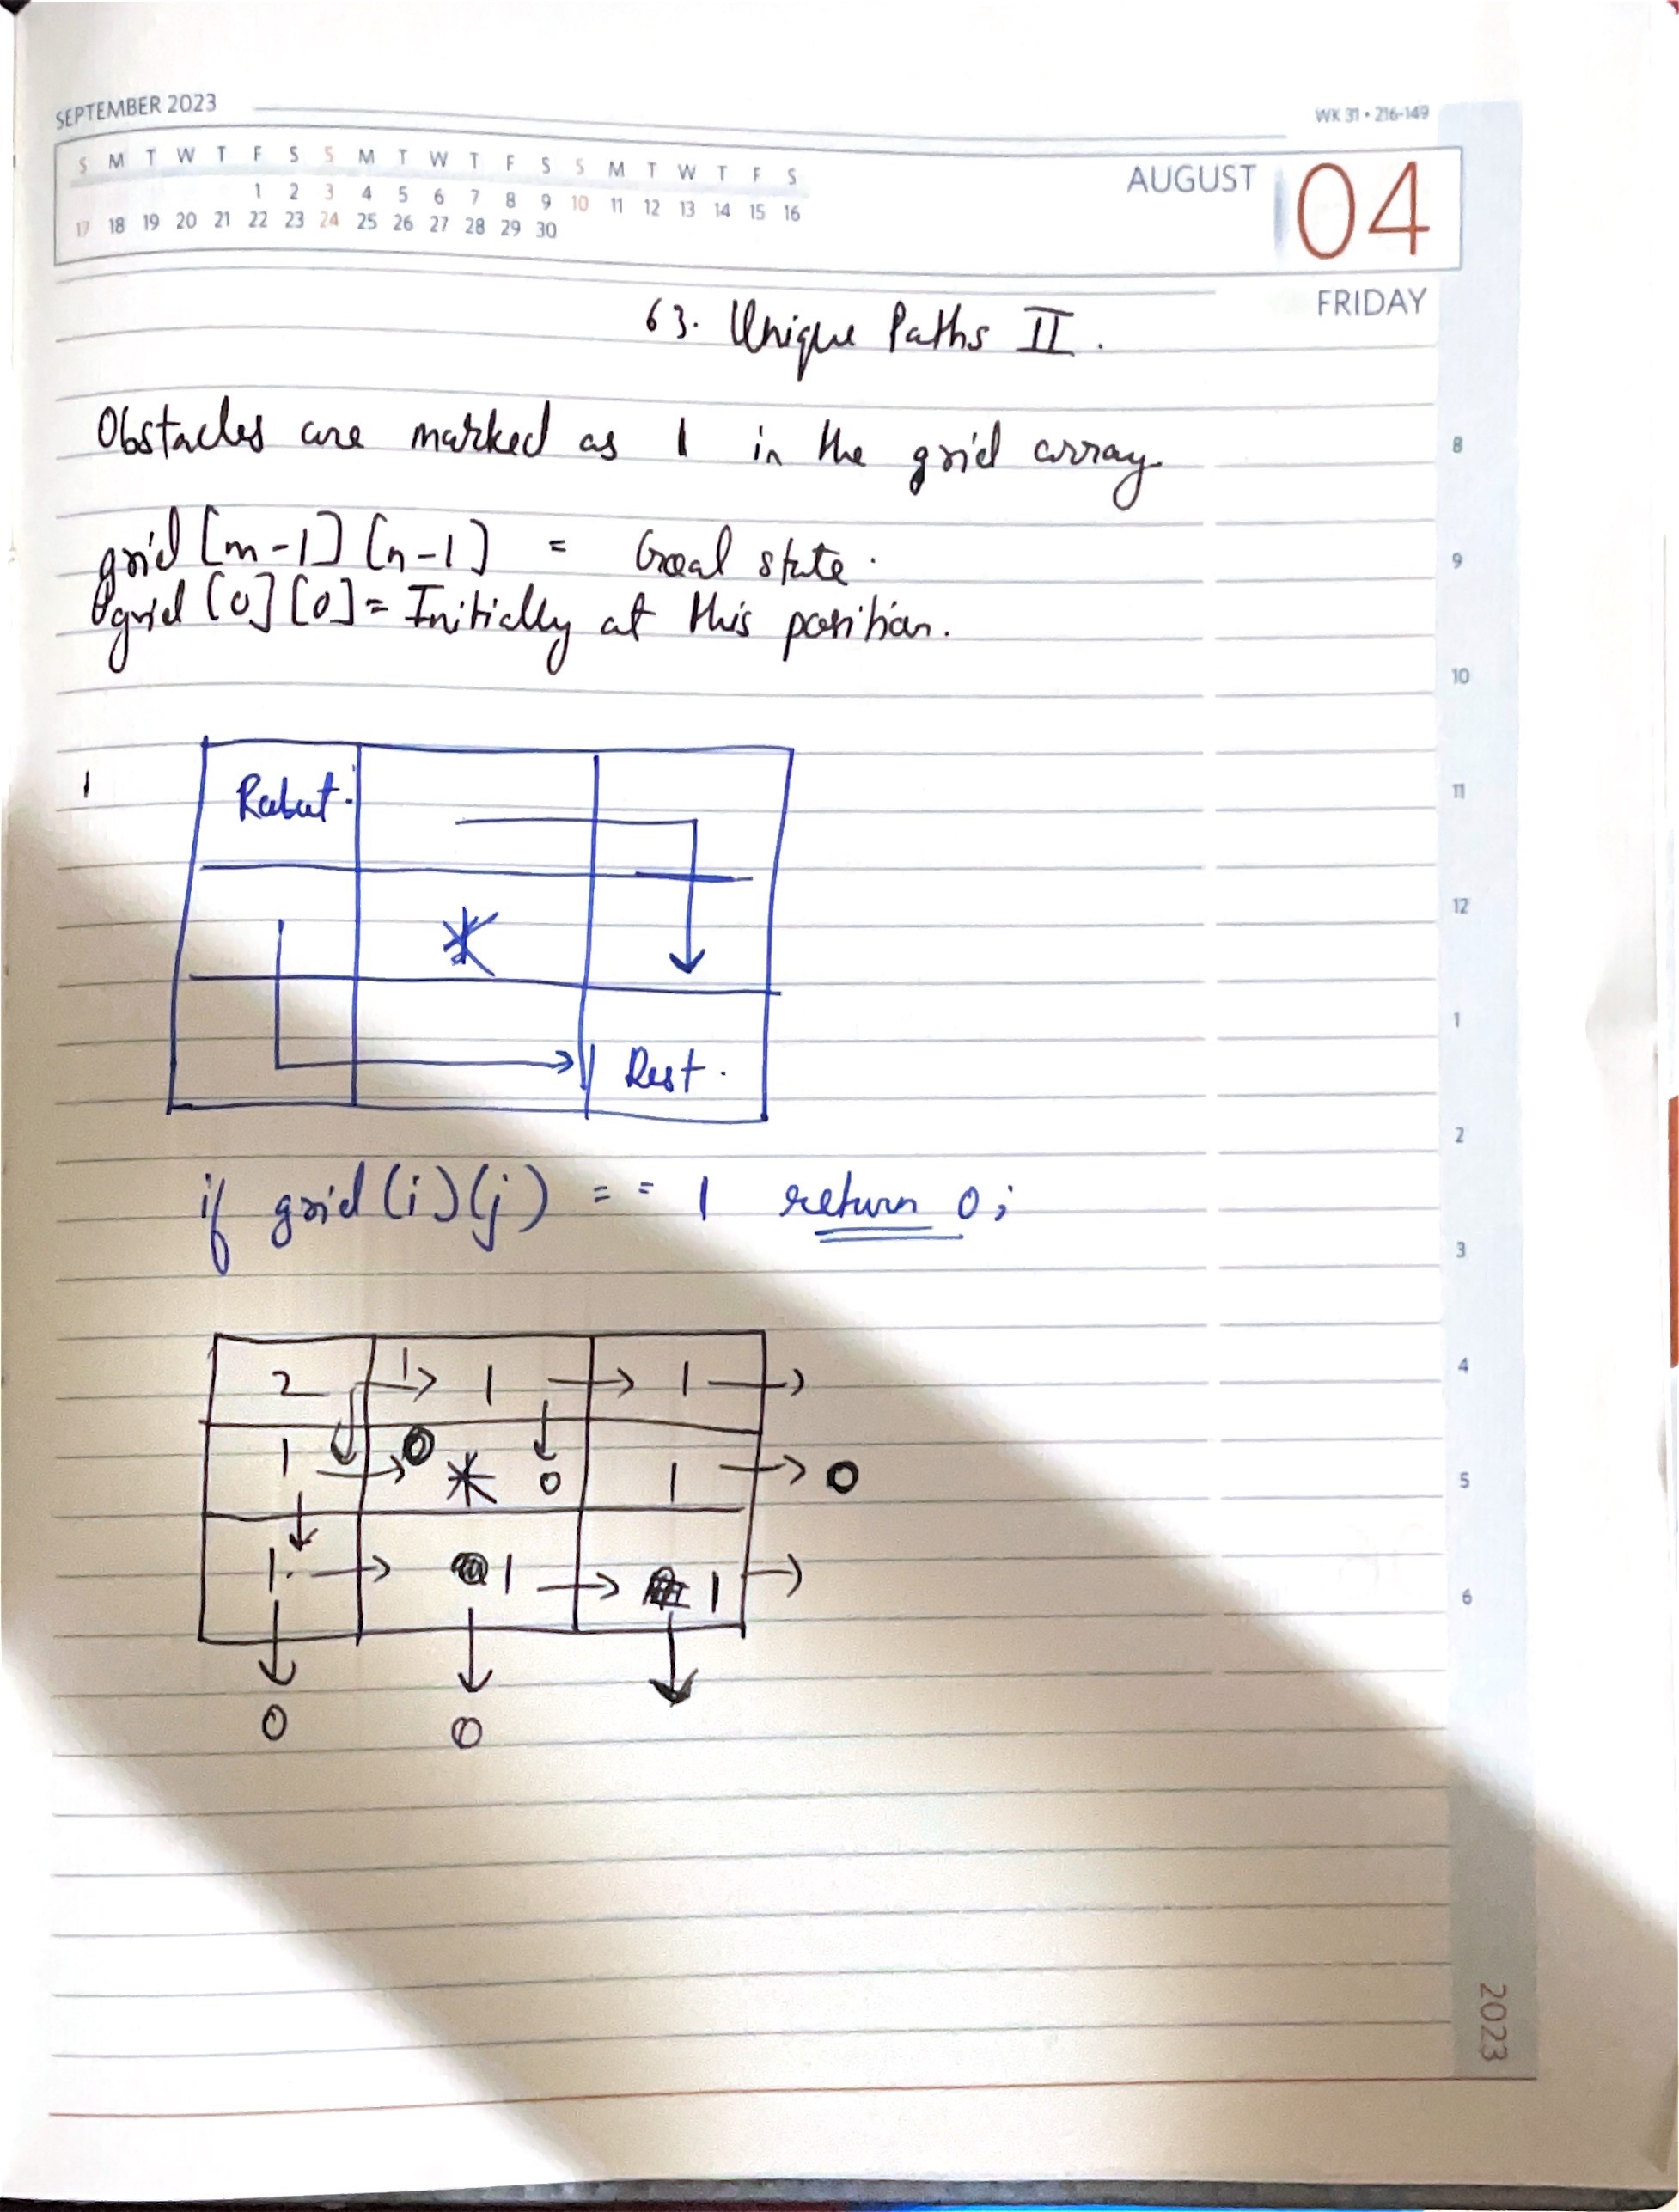 SEPTEMBER 2023
WK 31 • 216-149
S M T W T F S S M T W T F S S M T W T F S
1 2 3 4 5 6 7 8 9 10 11 12 13 14 15 16
17 18 19 20 21 22 23 24 25 26 27 28 29 30
AUGUST 04
FRIDAY
63. Unique Paths II.
Obstacles are marked as 1 in the grid array.
8
grid [m-1] [n-1] = Goal state.
9
grid [0] [0] = Initially at this position.
10
1
Robot.
11
12
1
Dest.
2
if grid(i)(j) == 1 return 0;
3
2 1 1 1
4
1 0 0 1 0
5
1. 1 1
6
0 0
2023